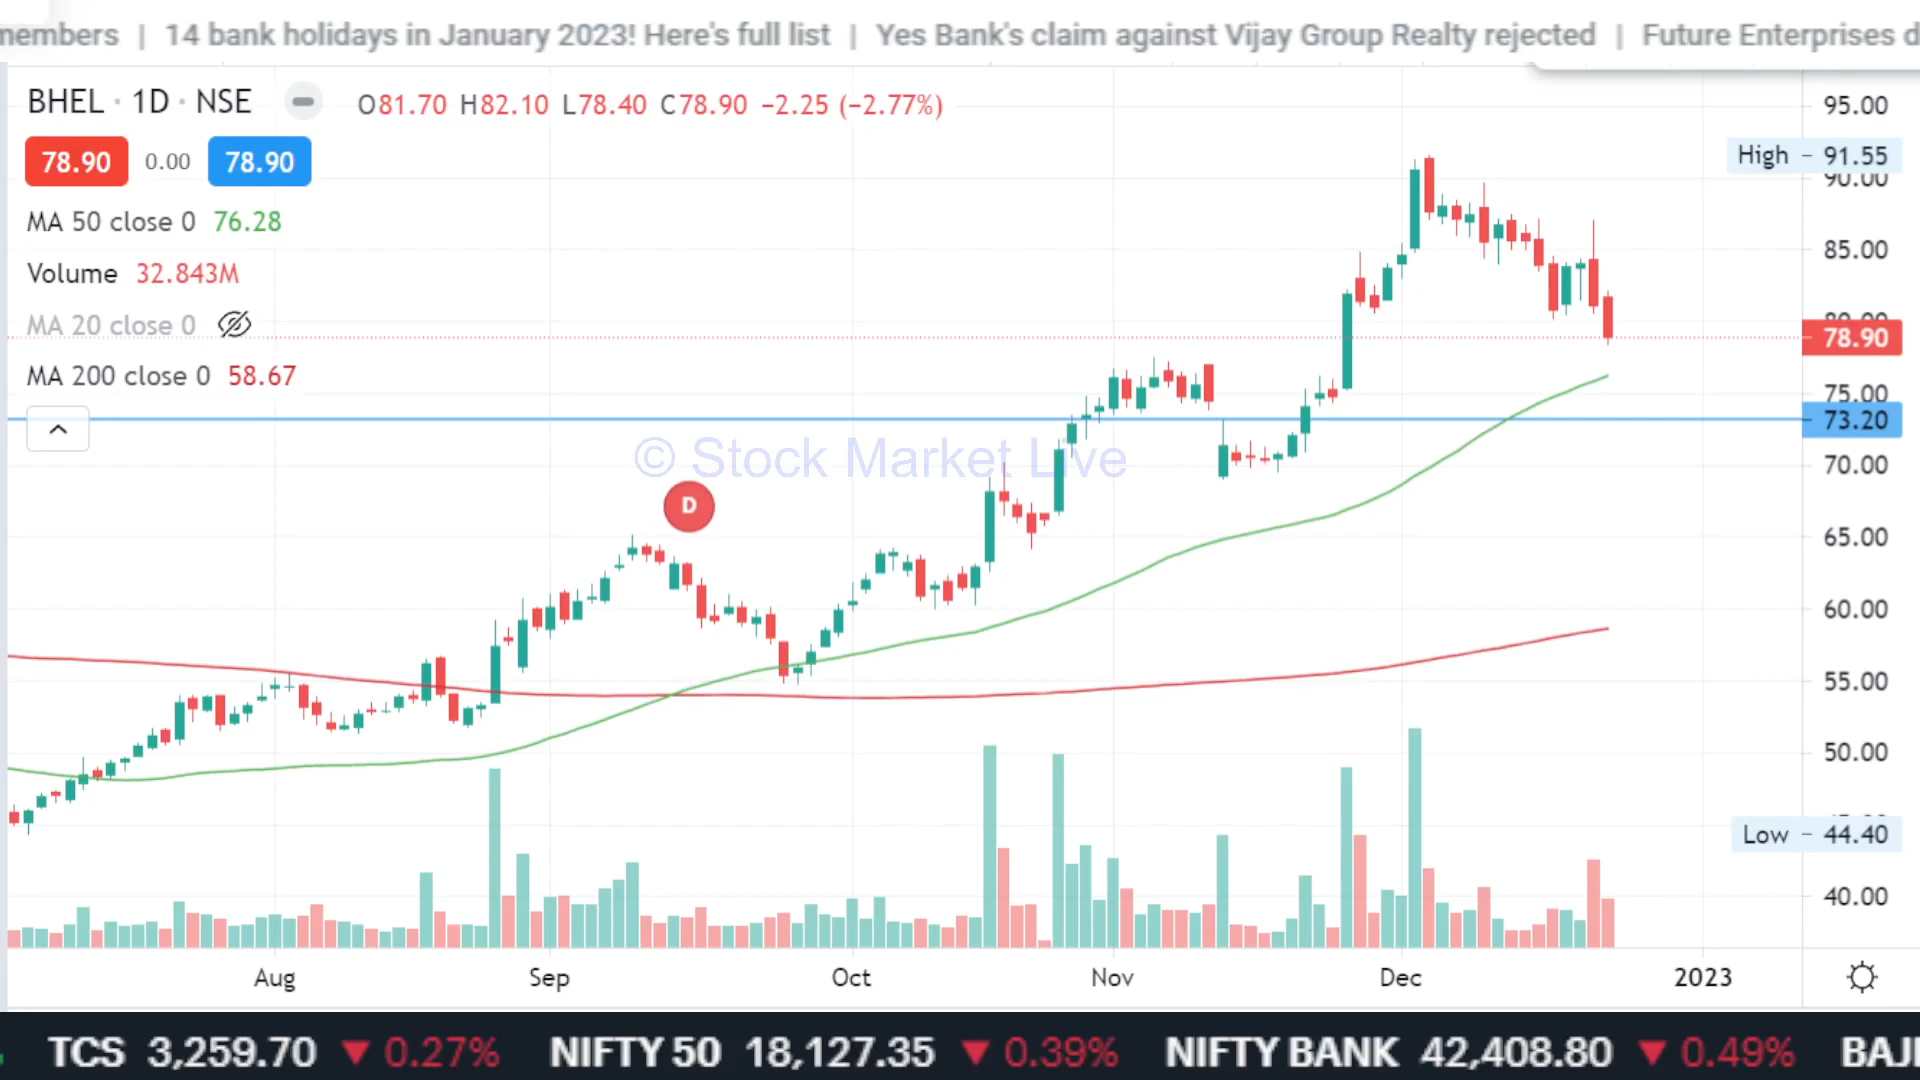 members | 14 bank holidays in January 2023! Here's full list | Yes Bank's claim against Vijay Group Realty rejected | Future Enterprises d
BHEL · 1D · NSE O81.70 H82.10 L78.40 C78.90 −2.25 (−2.77%)
78.90 0.00 78.90
MA 50 close 0 76.28
Volume 32.843M
MA 20 close 0
MA 200 close 0 58.67
95.00
High 91.55
90.00
85.00
80.00
78.90
75.00
73.20
70.00
65.00
60.00
55.00
50.00
Low 44.40
40.00
© Stock Market Live
D
Aug Sep Oct Nov Dec 2023
TCS 3,259.70 ▼ 0.27% NIFTY 50 18,127.35 ▼ 0.39% NIFTY BANK 42,408.80 ▼ 0.49% BAJ